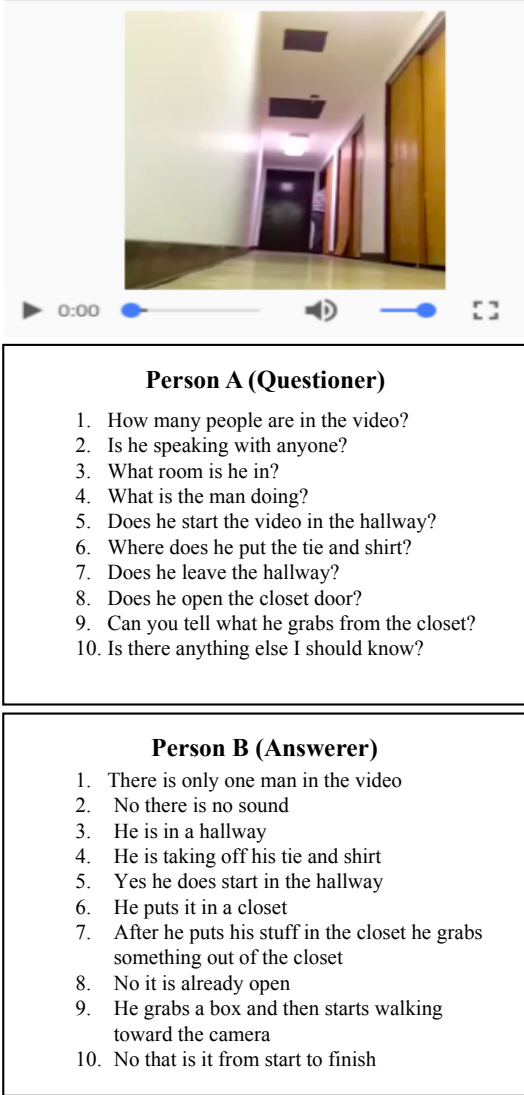 0:00
Person A (Questioner)
1. How many people are in the video?
2. Is he speaking with anyone?
3. What room is he in?
4. What is the man doing?
5. Does he start the video in the hallway?
6. Where does he put the tie and shirt?
7. Does he leave the hallway?
8. Does he open the closet door?
9. Can you tell what he grabs from the closet?
10. Is there anything else I should know?
Person B (Answerer)
1. There is only one man in the video
2. No there is no sound
3. He is in a hallway
4. He is taking off his tie and shirt
5. Yes he does start in the hallway
6. He puts it in a closet
7. After he puts his stuff in the closet he grabs
something out of the closet
8. No it is already open
9. He grabs a box and then starts walking
toward the camera
10. No that is it from start to finish